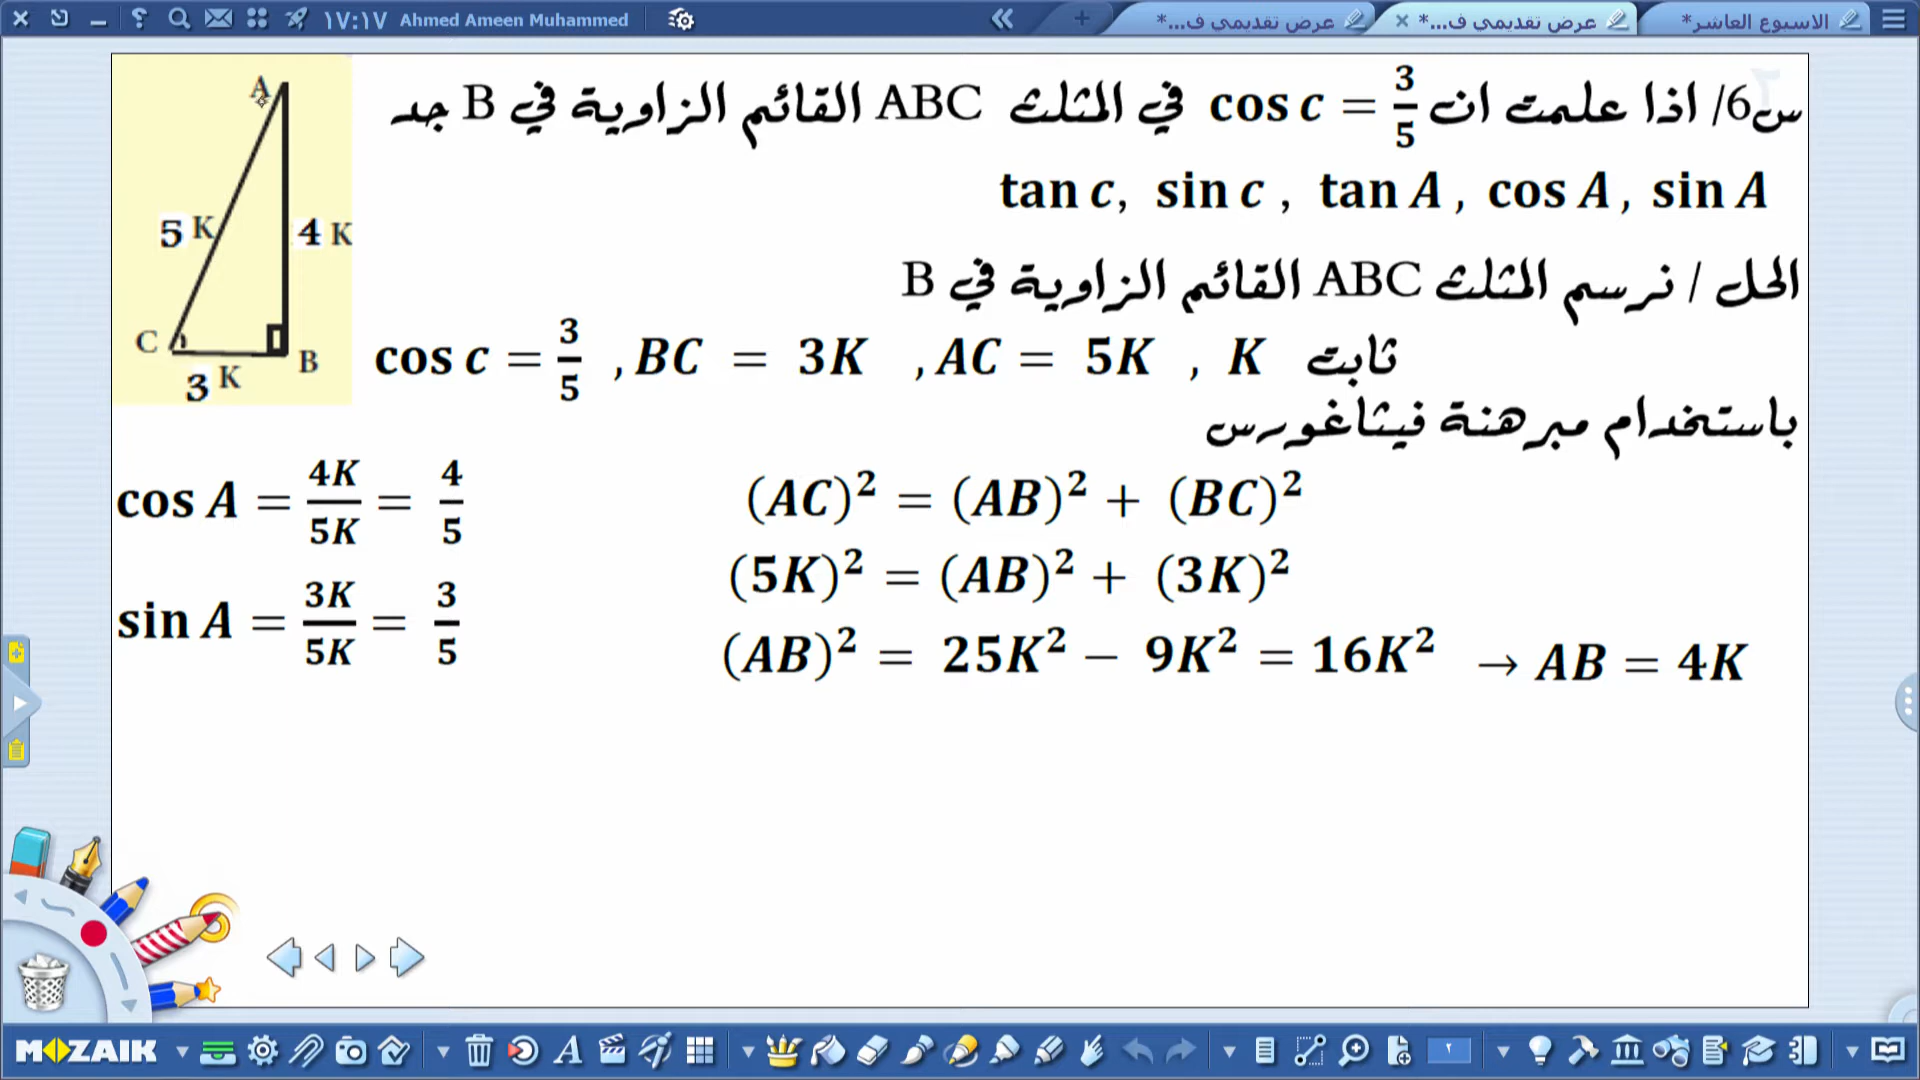 ١٧:١٧ Ahmed Ameen Muhammed
عرض تقديمي ف...*
عرض تقديمي ف...*
الاسبوع العاشر*
س6/ اذا علمت ان cos c = 3/5 في المثلث ABC القائم الزاوية في B جد
tan c, sin c , tan A , cos A , sin A
الحل / نرسم المثلث ABC القائم الزاوية في B
cos c = 3/5 , BC = 3K , AC = 5K , K ثابت
باستخدام مبرهنة فيثاغورس
(AC)² = (AB)² + (BC)²
(5K)² = (AB)² + (3K)²
(AB)² = 25K² − 9K² = 16K² → AB = 4K
cos A = 4K/5K = 4/5
sin A = 3K/5K = 3/5
A
5 K
4 K
C
B
3 K
MOZAIK
٢